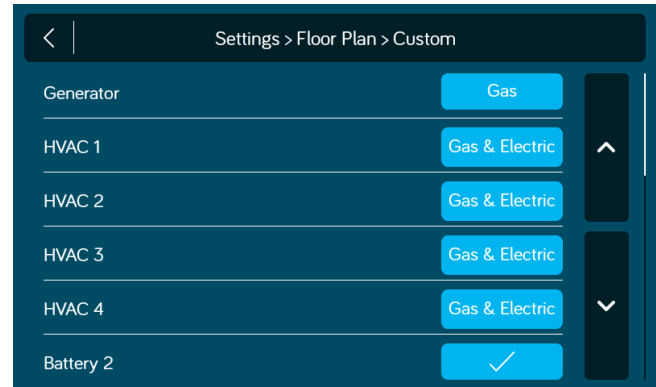 Settings > Floor Plan > Custom
Generator Gas
HVAC 1 Gas & Electric
HVAC 2 Gas & Electric
HVAC 3 Gas & Electric
HVAC 4 Gas & Electric
Battery 2